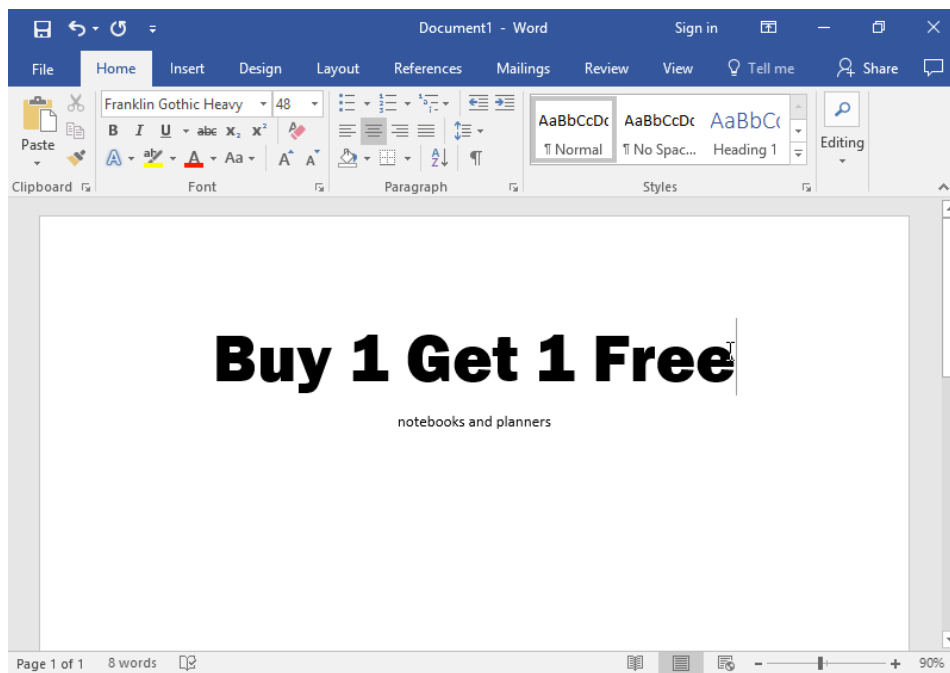 Document1 - Word
Sign in
File Home Insert Design Layout References Mailings Review View Tell me Share
Paste
Franklin Gothic Heavy 48
B I U abc X₂ X²
A aby A Aa A A
AaBbCcDc AaBbCcDc AaBbC
¶ Normal ¶ No Spac... Heading 1
Editing
Clipboard Font Paragraph Styles
Buy 1 Get 1 Free
notebooks and planners
Page 1 of 1 8 words 90%